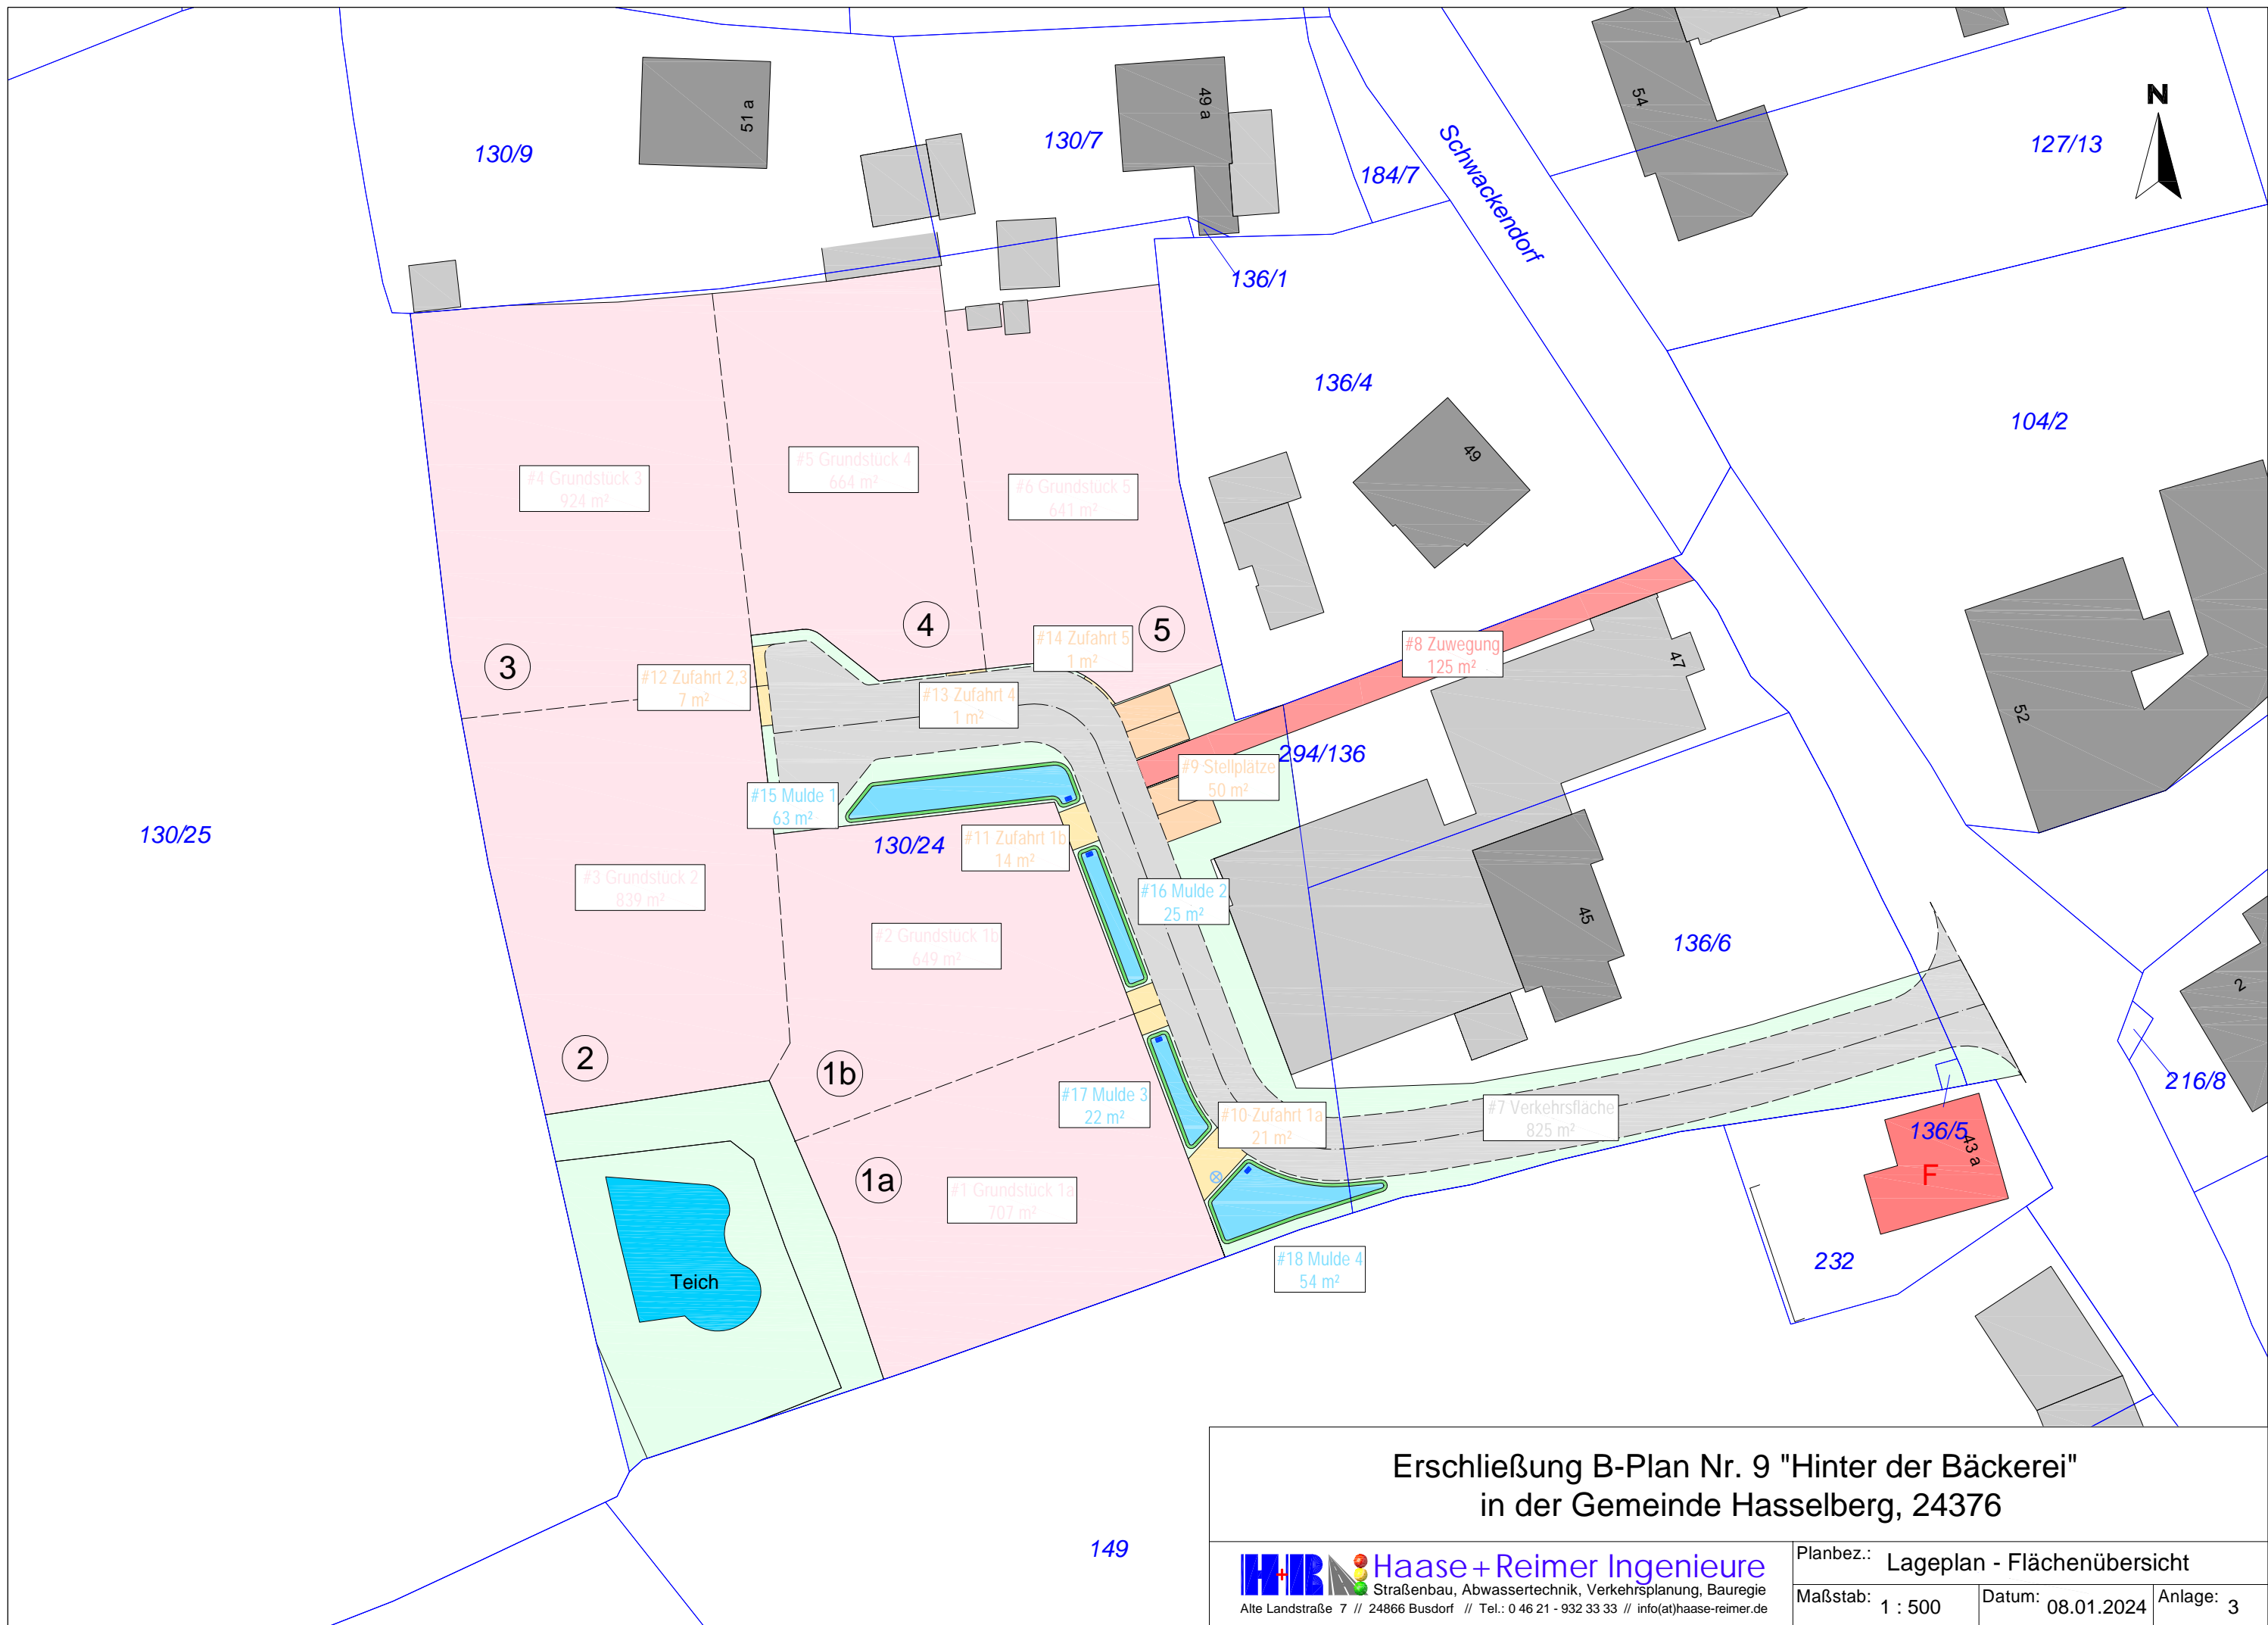 51 a
49 a
54
N
130/9
130/7
184/7
Schwackendorf
127/13
136/1
136/4
104/2
49
#4 Grundstück 3
924 m²
#5 Grundstück 4
664 m²
#6 Grundstück 5
641 m²
3
4
5
#12 Zufahrt 2,3
7 m²
#13 Zufahrt 4
1 m²
#14 Zufahrt 5
1 m²
#8 Zuwegung
125 m²
47
52
294/136
#9 Stellplätze
50 m²
#15 Mulde 1
63 m²
130/25
130/24
#11 Zufahrt 1b
14 m²
#3 Grundstück 2
839 m²
#2 Grundstück 1b
649 m²
#16 Mulde 2
25 m²
45
136/6
2
2
1b
216/8
#17 Mulde 3
22 m²
#10 Zufahrt 1a
21 m²
#7 Verkehrsfläche
825 m²
136/5
43 a
F
1a
#1 Grundstück 1a
707 m²
Teich
#18 Mulde 4
54 m²
232
149
Erschließung B-Plan Nr. 9 "Hinter der Bäckerei"
in der Gemeinde Hasselberg, 24376
H+R Haase+Reimer Ingenieure
Straßenbau, Abwassertechnik, Verkehrsplanung, Bauregie
Alte Landstraße 7 // 24866 Busdorf // Tel.: 0 46 21 - 932 33 33 // info(at)haase-reimer.de
Planbez.: Lageplan - Flächenübersicht
Maßstab: 1 : 500 Datum: 08.01.2024 Anlage: 3